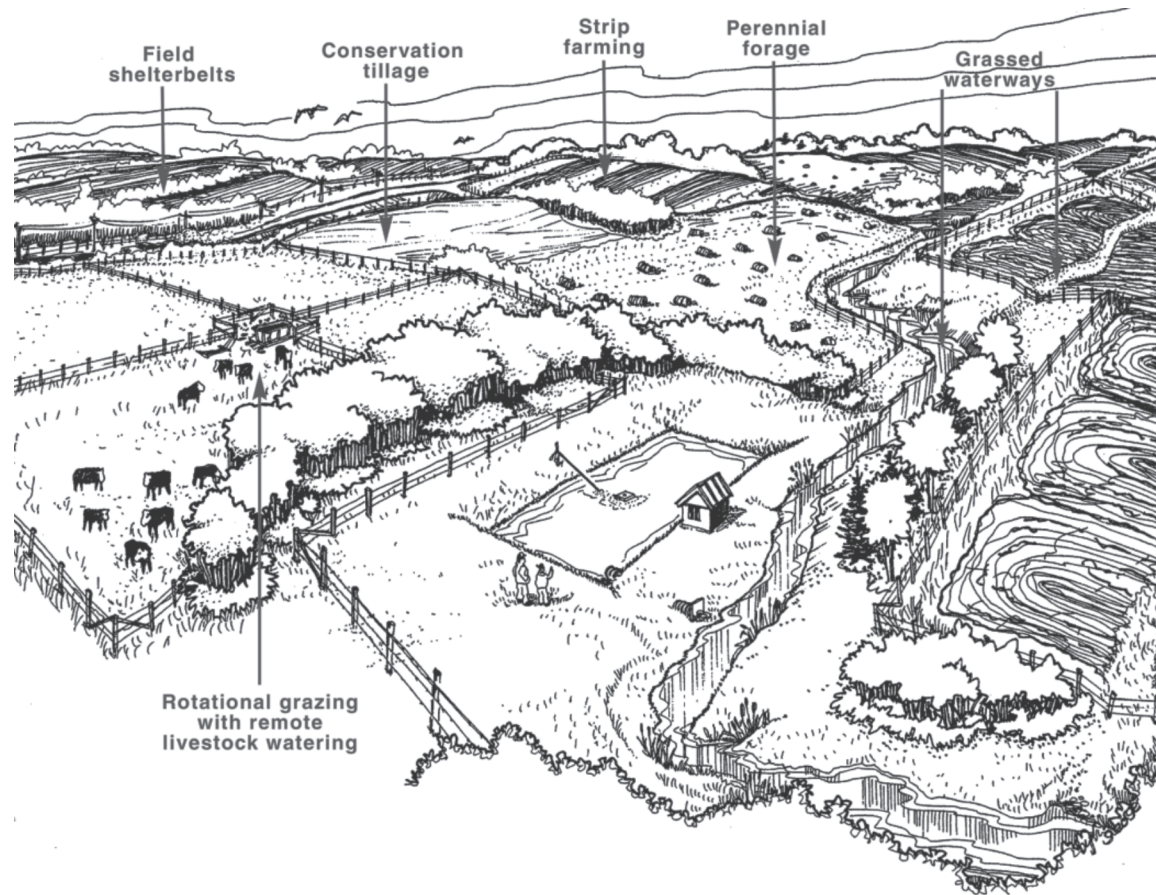 Field
shelterbelts
Conservation
tillage
Strip
farming
Perennial
forage
Grassed
waterways
Rotational grazing
with remote
livestock watering